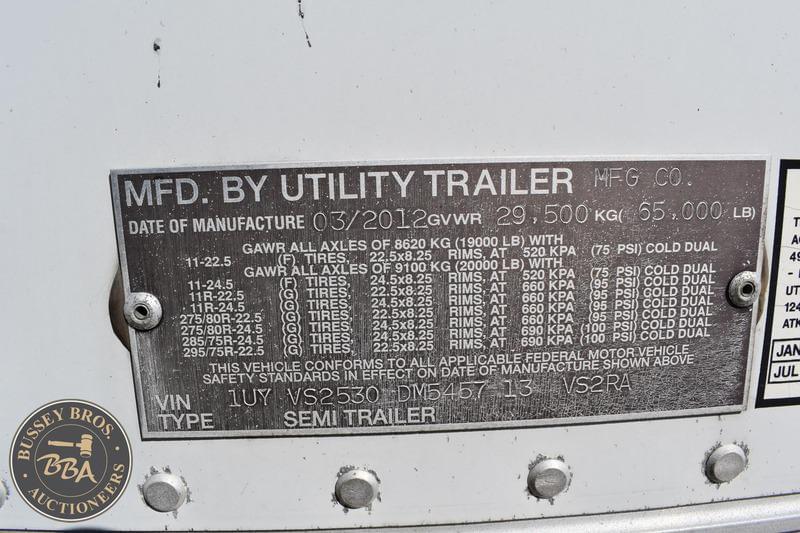 MFD. BY UTILITY TRAILER MFG CO.
DATE OF MANUFACTURE 03/2012 GVWR 29,500 KG( 65,000 LB)
GAWR ALL AXLES OF 8620 KG (19000 LB) WITH
11-22.5 (F) TIRES, 22.5x8.25 RIMS, AT 520 KPA (75 PSI) COLD DUAL
GAWR ALL AXLES OF 9100 KG (20000 LB) WITH
11-24.5 (F) TIRES, 24.5x8.25 RIMS, AT 520 KPA (75 PSI) COLD DUAL
11R-22.5 (G) TIRES, 22.5x8.25 RIMS, AT 660 KPA (95 PSI) COLD DUAL
11R-24.5 (G) TIRES, 24.5x8.25 RIMS, AT 660 KPA (95 PSI) COLD DUAL
275/80R-22.5 (G) TIRES, 22.5x8.25 RIMS, AT 660 KPA (95 PSI) COLD DUAL
275/80R-24.5 (G) TIRES, 24.5x8.25 RIMS, AT 660 KPA (95 PSI) COLD DUAL
285/75R-24.5 (G) TIRES, 24.5x8.25 RIMS, AT 690 KPA (100 PSI) COLD DUAL
295/75R-22.5 (G) TIRES, 22.5x8.25 RIMS, AT 690 KPA (100 PSI) COLD DUAL
THIS VEHICLE CONFORMS TO ALL APPLICABLE FEDERAL MOTOR VEHICLE
SAFETY STANDARDS IN EFFECT ON DATE OF MANUFACTURE SHOWN ABOVE
VIN 1UY VS2530 DM5457 13 VS2RA
TYPE SEMI TRAILER
T
A
49
-
UT
124
ATK
JAN
JUL
BUSSEY BROS.
BBA
AUCTIONEERS